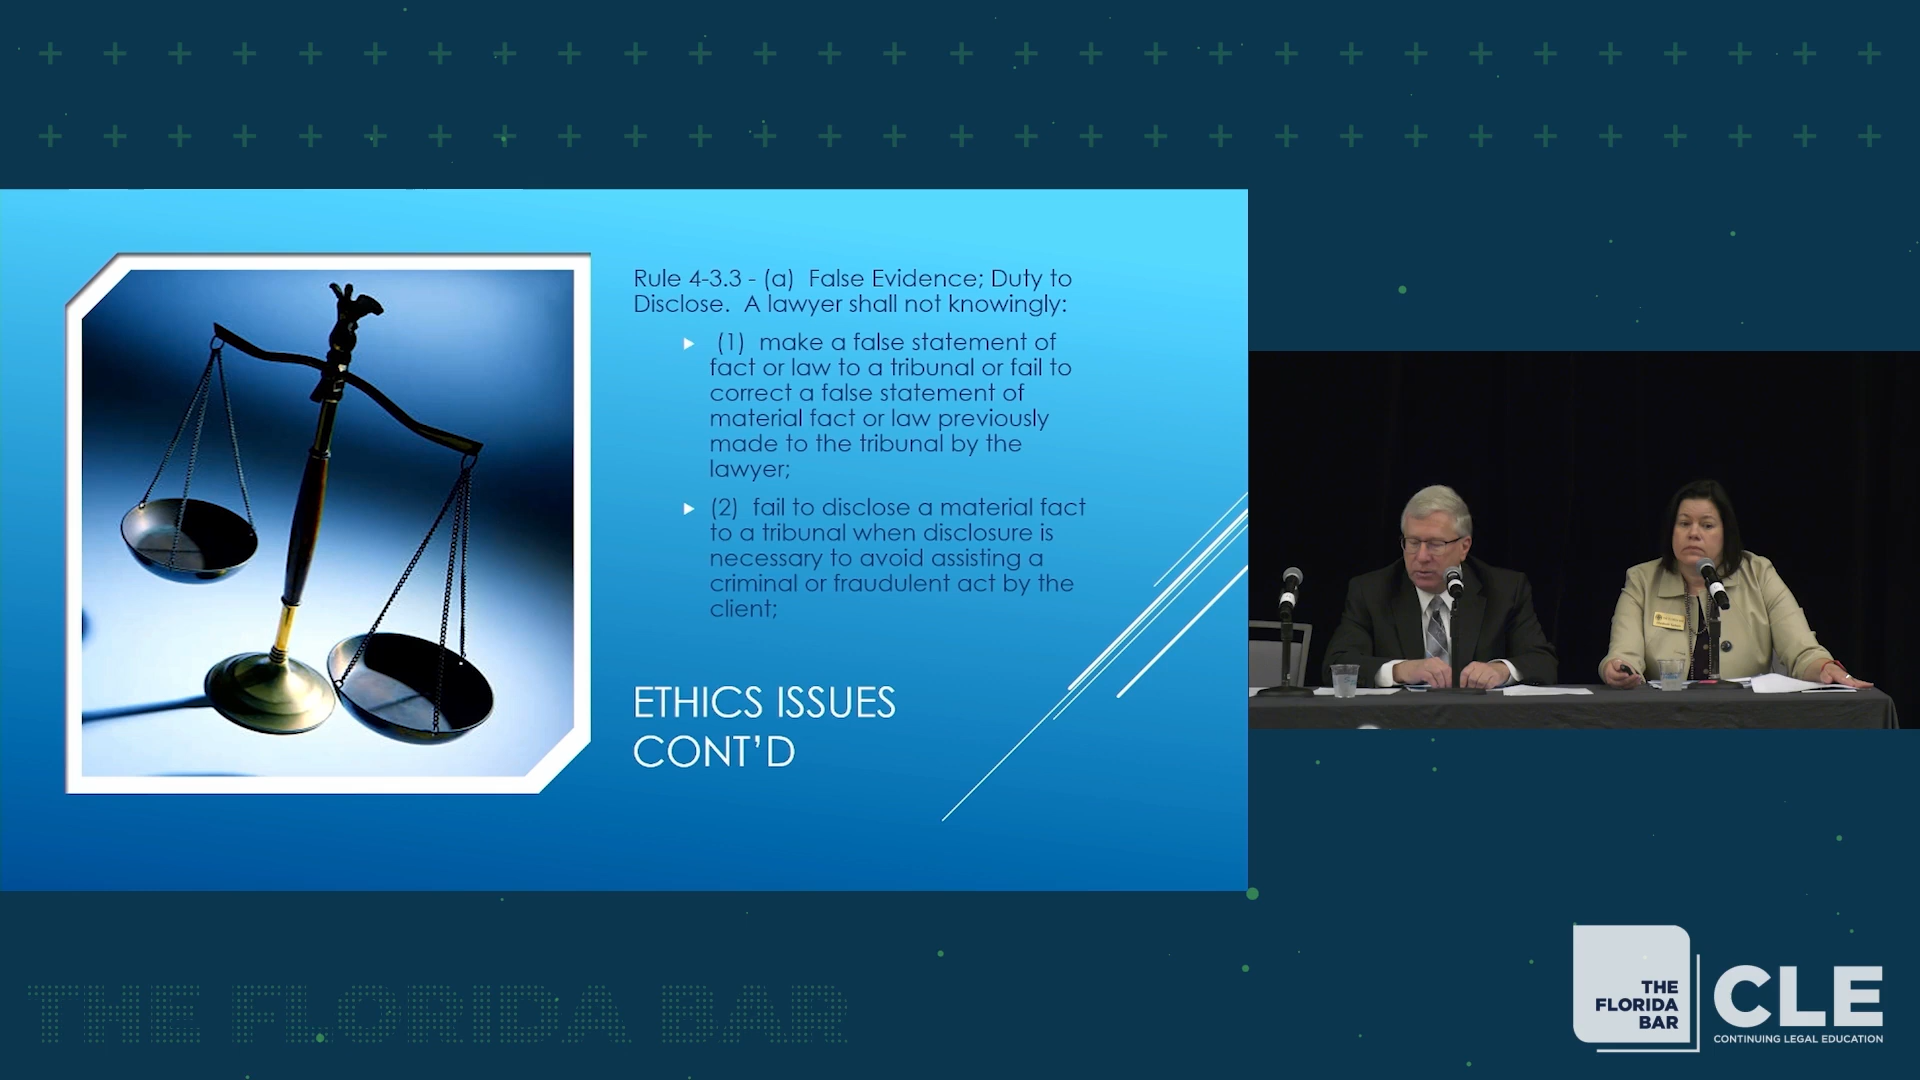 Rule 4-3.3 - (a) False Evidence; Duty to
Disclose. A lawyer shall not knowingly:
(1) make a false statement of
fact or law to a tribunal or fail to
correct a false statement of
material fact or law previously
made to the tribunal by the
lawyer;
(2) fail to disclose a material fact
to a tribunal when disclosure is
necessary to avoid assisting a
criminal or fraudulent act by the
client;
ETHICS ISSUES
CONT'D
THE FLORIDA BAR
THE
FLORIDA
BAR
CLE
CONTINUING LEGAL EDUCATION